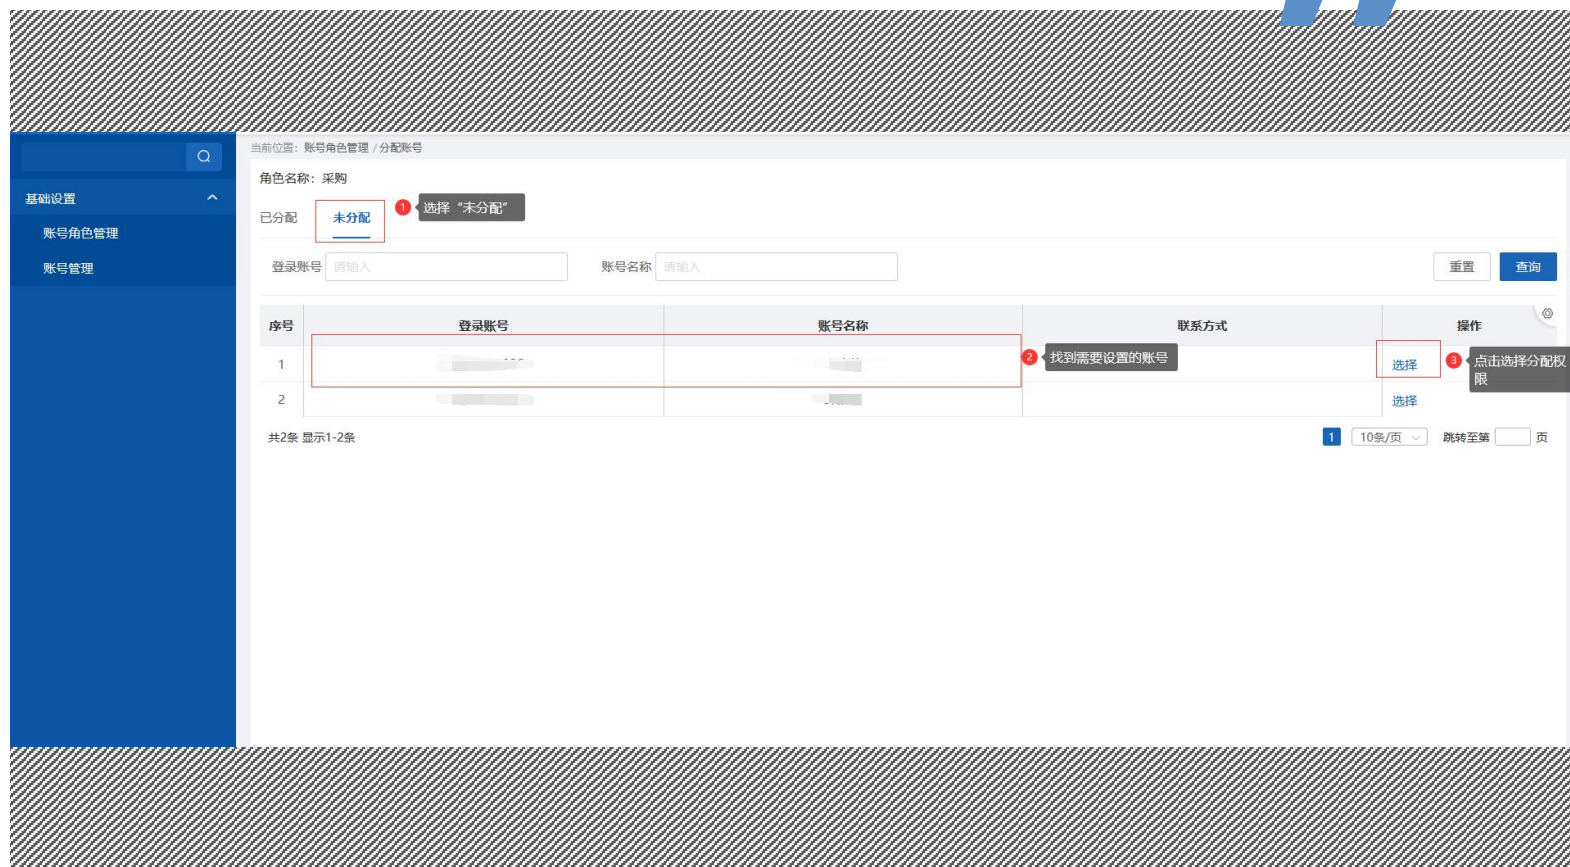 当前位置：账号角色管理 / 分配账号
基础设置
账号角色管理
账号管理
角色名称：采购
已分配 未分配
1 选择“未分配”
登录账号 请输入 账号名称 请输入 重置 查询
序号 登录账号 账号名称 联系方式 操作
1 选择
2 找到需要设置的账号
3 点击选择分配权
限
2 选择
共2条 显示1-2条 1 10条/页 跳转至第 页